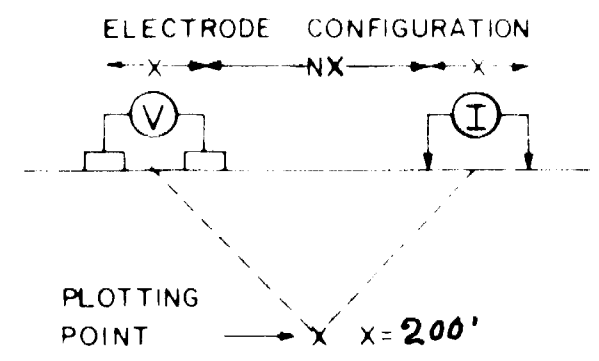 ELECTRODE CONFIGURATION
X NX X
V I
PLOTTING
POINT X X = 200'